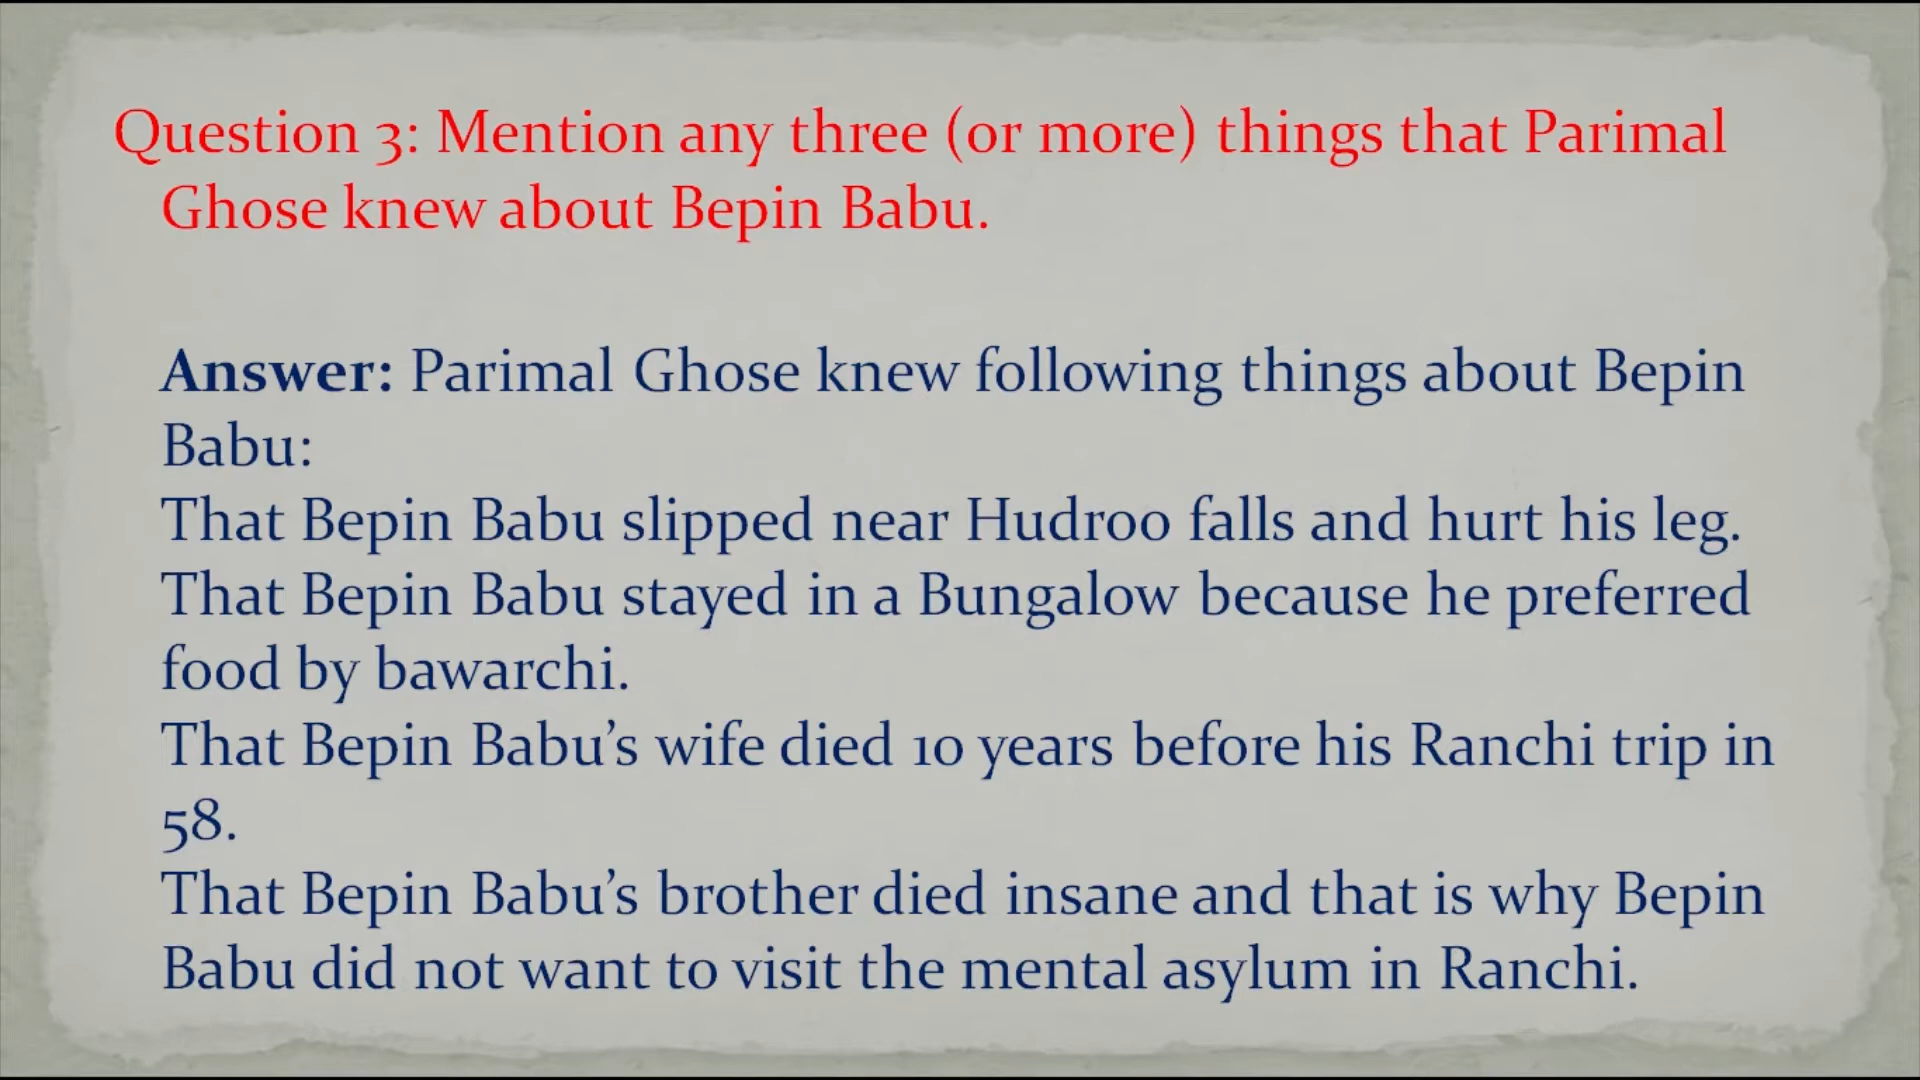 Question 3: Mention any three (or more) things that Parimal
Ghose knew about Bepin Babu.
Answer: Parimal Ghose knew following things about Bepin
Babu:
That Bepin Babu slipped near Hudroo falls and hurt his leg.
That Bepin Babu stayed in a Bungalow because he preferred
food by bawarchi.
That Bepin Babu’s wife died 10 years before his Ranchi trip in
58.
That Bepin Babu’s brother died insane and that is why Bepin
Babu did not want to visit the mental asylum in Ranchi.